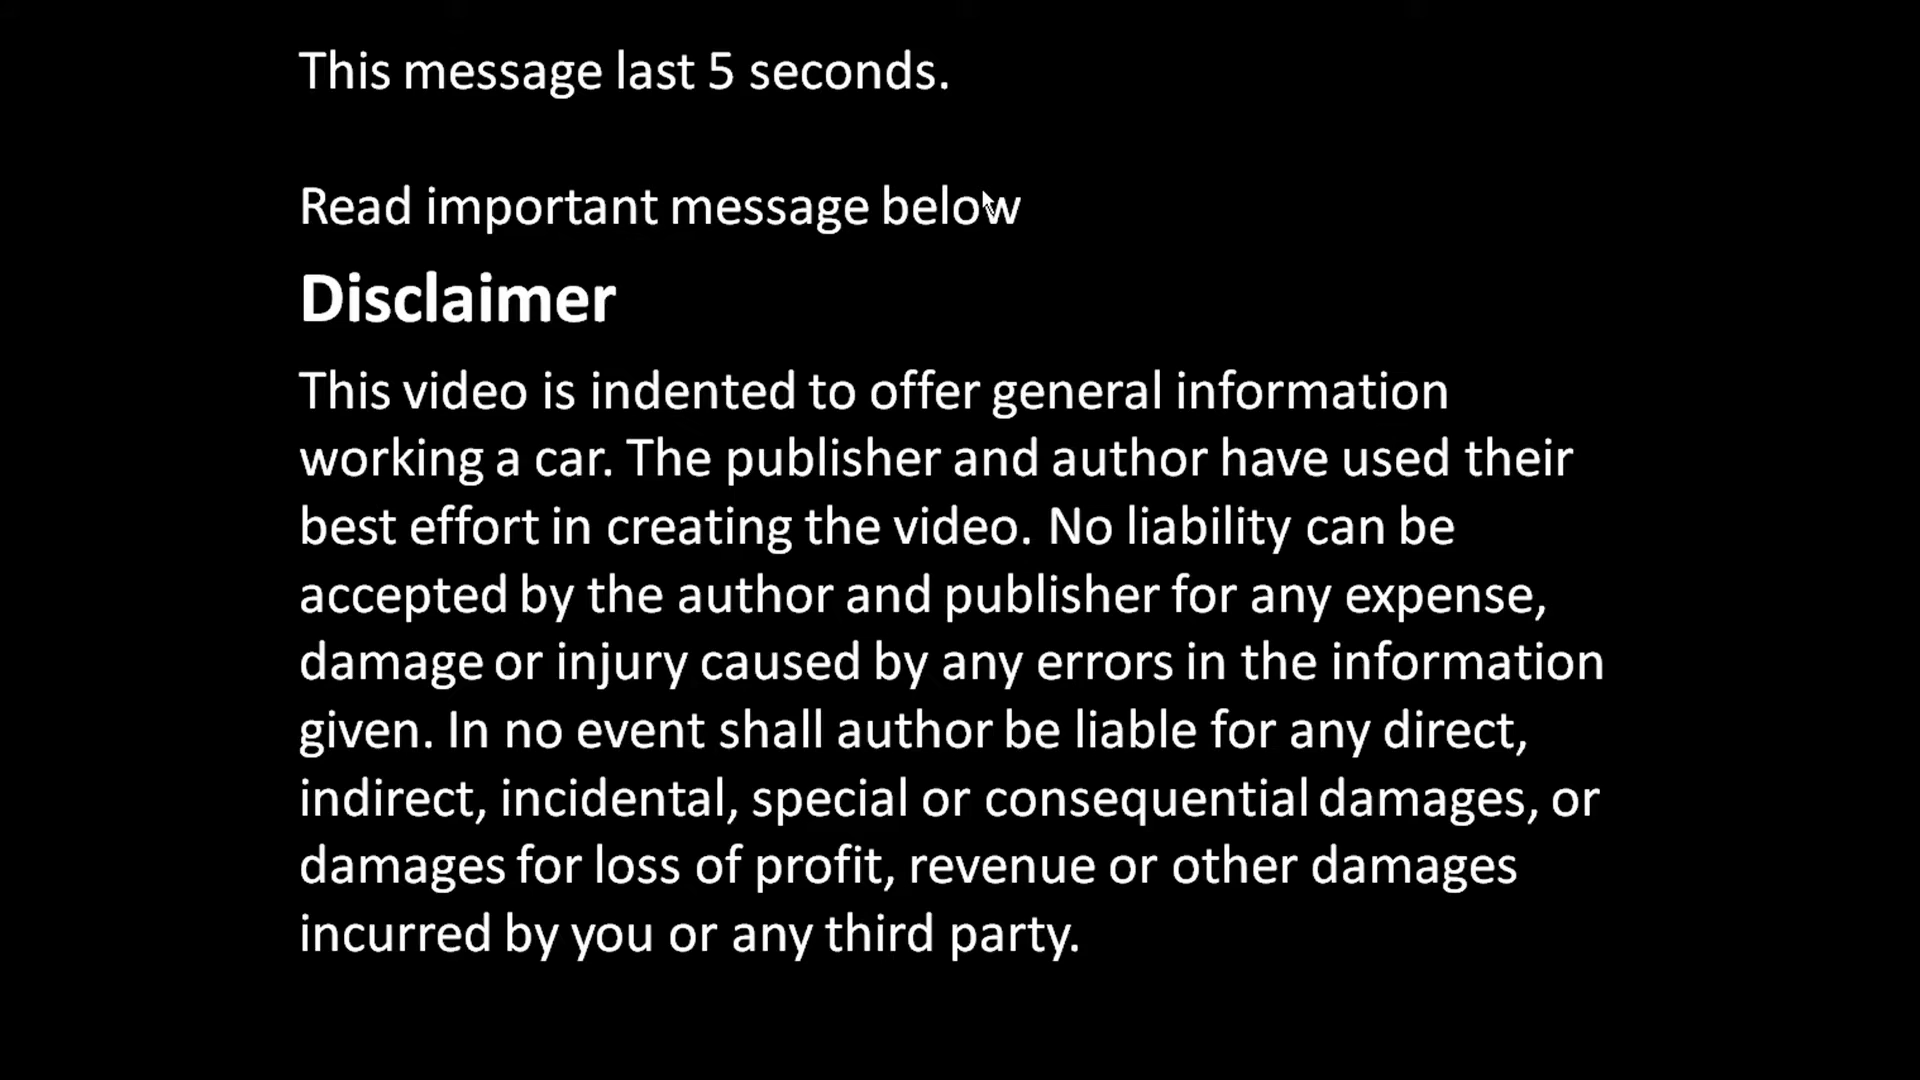 This message last 5 seconds.
Read important message below
Disclaimer
This video is indented to offer general information
working a car. The publisher and author have used their
best effort in creating the video. No liability can be
accepted by the author and publisher for any expense,
damage or injury caused by any errors in the information
given. In no event shall author be liable for any direct,
indirect, incidental, special or consequential damages, or
damages for loss of profit, revenue or other damages
incurred by you or any third party.